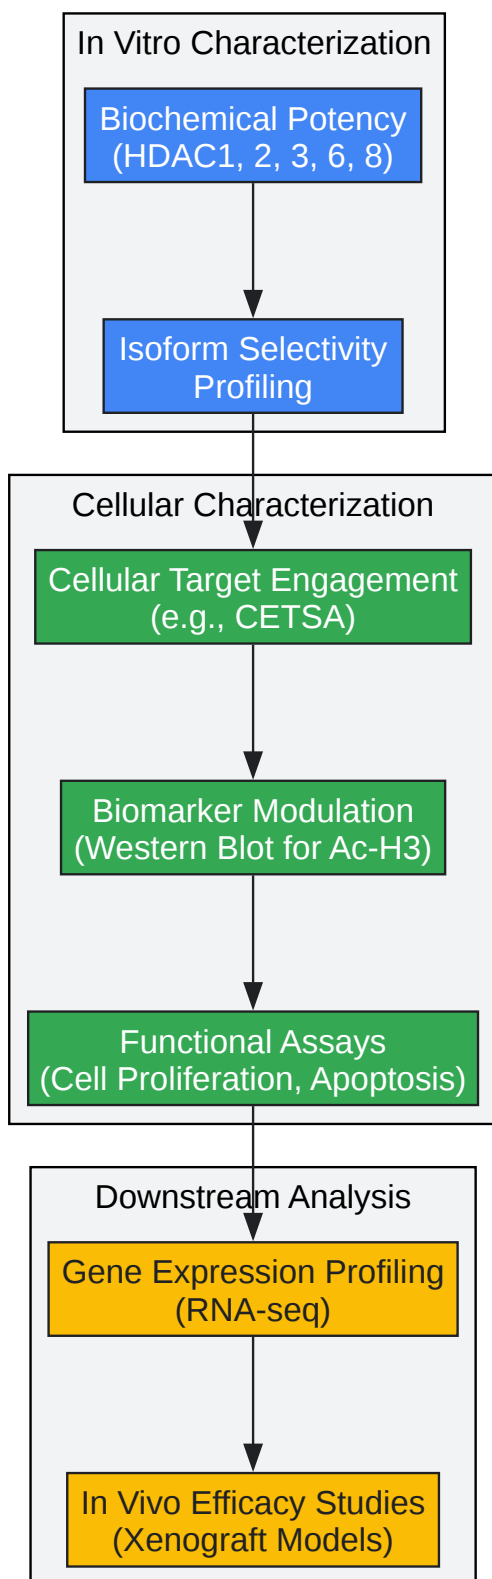 In Vitro Characterization
Biochemical Potency
(HDAC1, 2, 3, 6, 8)
Isoform Selectivity
Profiling
Cellular Characterization
Cellular Target Engagement
(e.g., CETSA)
Biomarker Modulation
(Western Blot for Ac-H3)
Functional Assays
(Cell Proliferation, Apoptosis)
Downstream Analysis
Gene Expression Profiling
(RNA-seq)
In Vivo Efficacy Studies
(Xenograft Models)